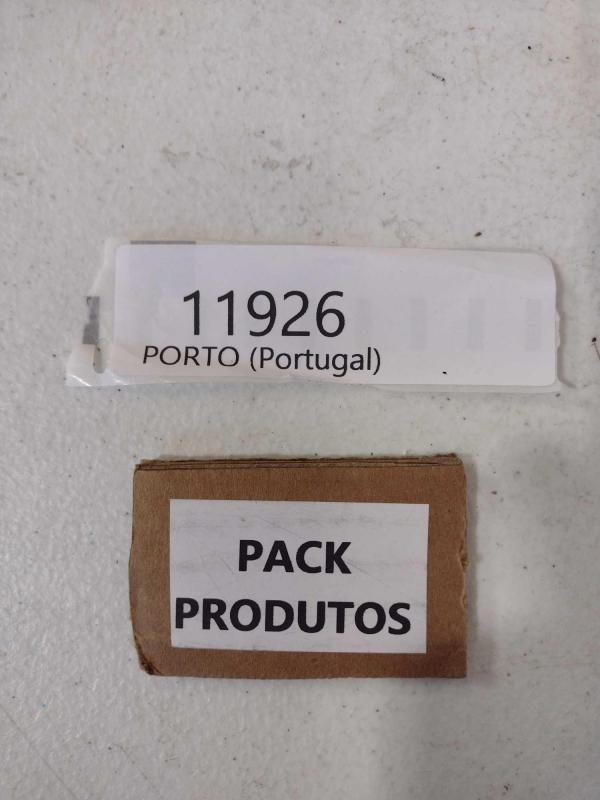 11926
PORTO (Portugal)
PACK
PRODUTOS